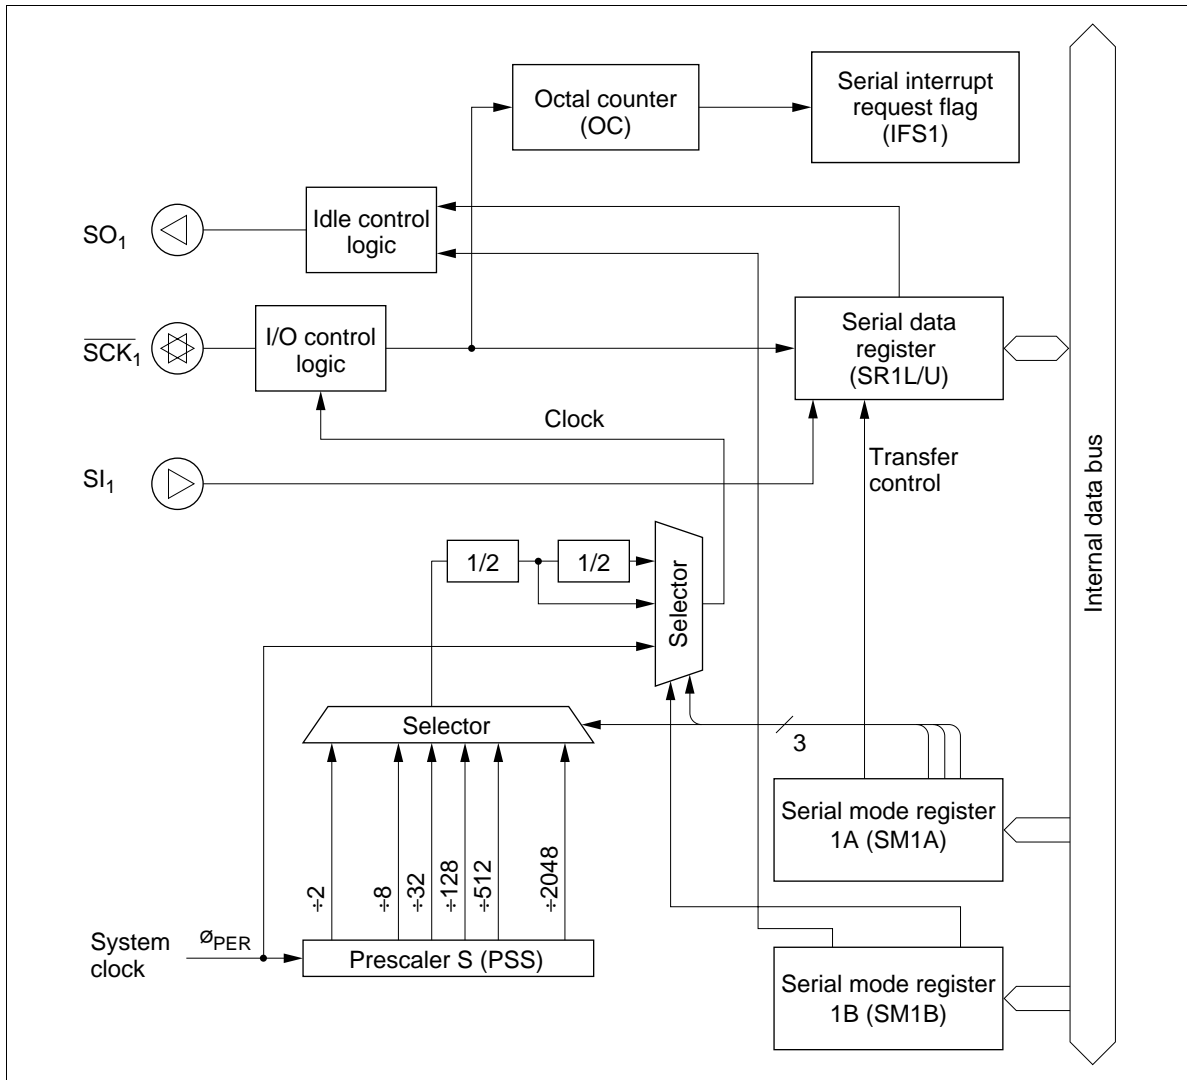 Octal counter
(OC)
Serial interrupt
request flag
(IFS1)
SO1
Idle control
logic
SCK1
I/O control
logic
Serial data
register
(SR1L/U)
Clock
SI1
Transfer
control
Internal data bus
1/2
1/2
Selector
Selector
3
Serial mode register
1A (SM1A)
÷2
÷8
÷32
÷128
÷512
÷2048
System
clock
øPER
Prescaler S (PSS)
Serial mode register
1B (SM1B)